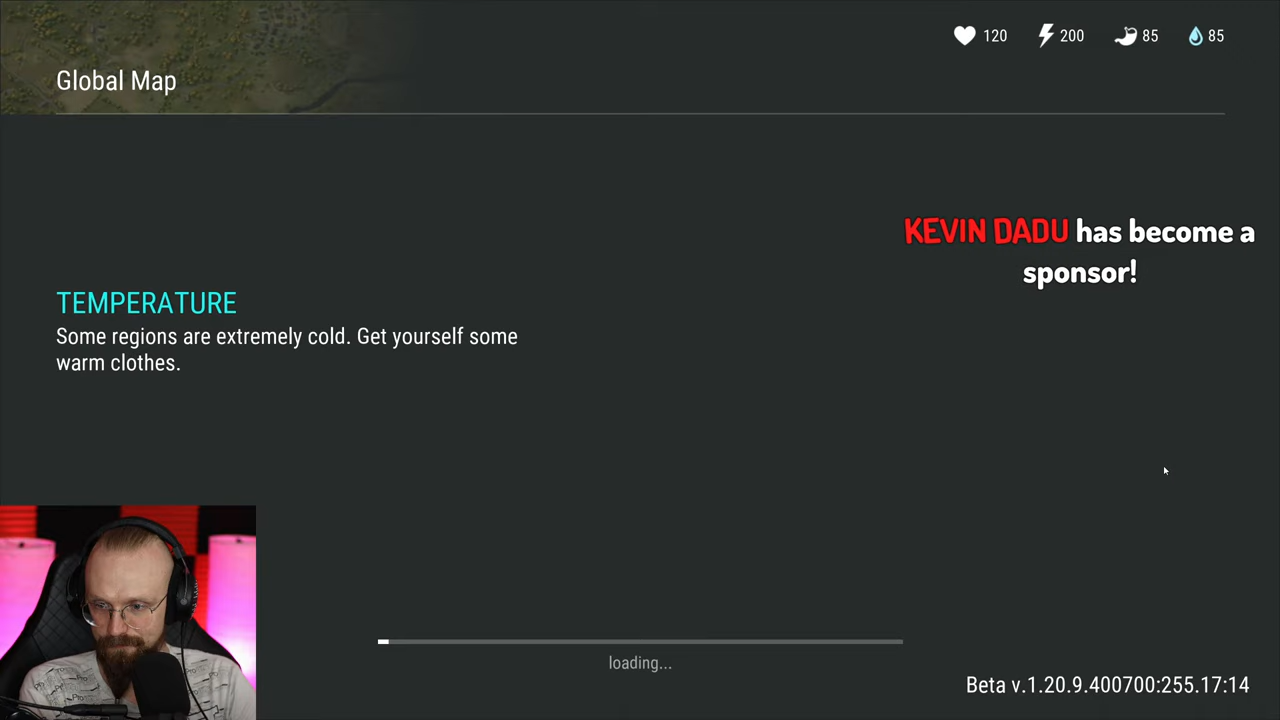 120 200 85 85
Global Map
KEVIN DADU has become a
sponsor!
TEMPERATURE
Some regions are extremely cold. Get yourself some
warm clothes.
loading...
Beta v.1.20.9.400700:255.17:14